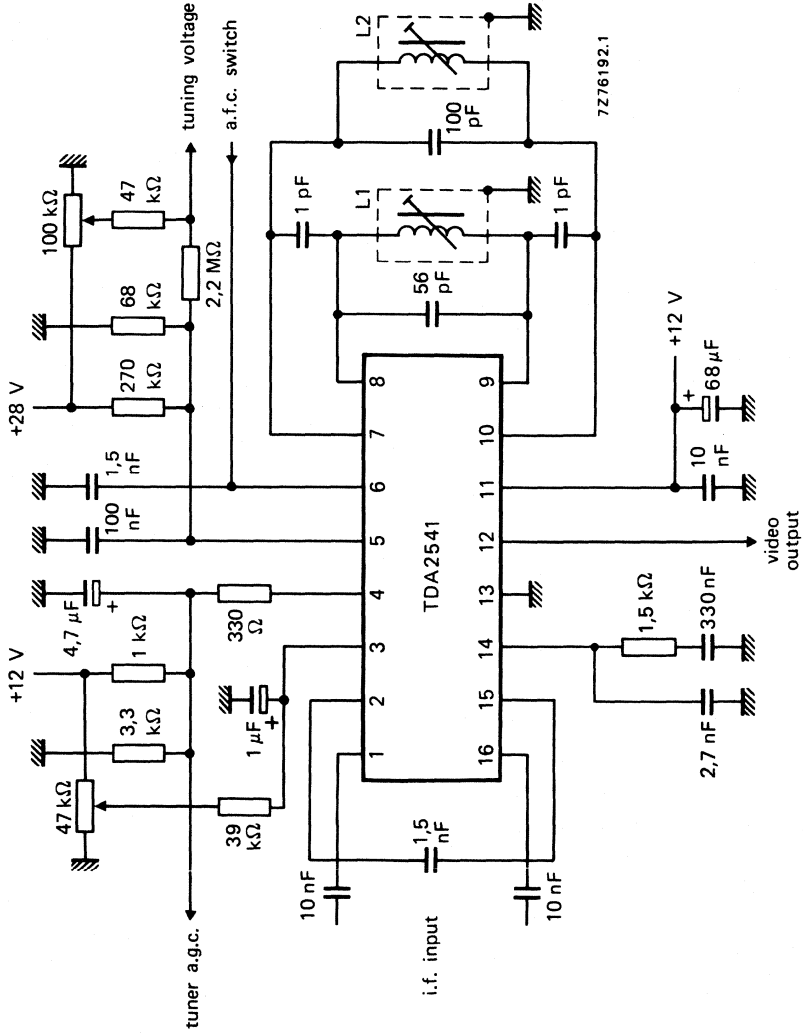 +12 V
+28 V
47 kΩ
4,7 µF
+
100 kΩ
3,3
kΩ
1 kΩ
100
nF
1,5
nF
270
kΩ
68
kΩ
47
kΩ
tuner a.g.c.
tuning voltage
2,2 MΩ
39
kΩ
330
Ω
a.f.c. switch
1 µF
+
10 nF
1 pF
L1
L2
1 2 3 4 5 6 7 8
i.f. input
1,5
nF
TDA2541
56
pF
100
pF
16 15 14 13 12 11 10 9
10 nF
1 pF
7Z76192.1
1,5 kΩ
+12 V
2,7 nF
330 nF
10
nF
+
68 µF
video
output